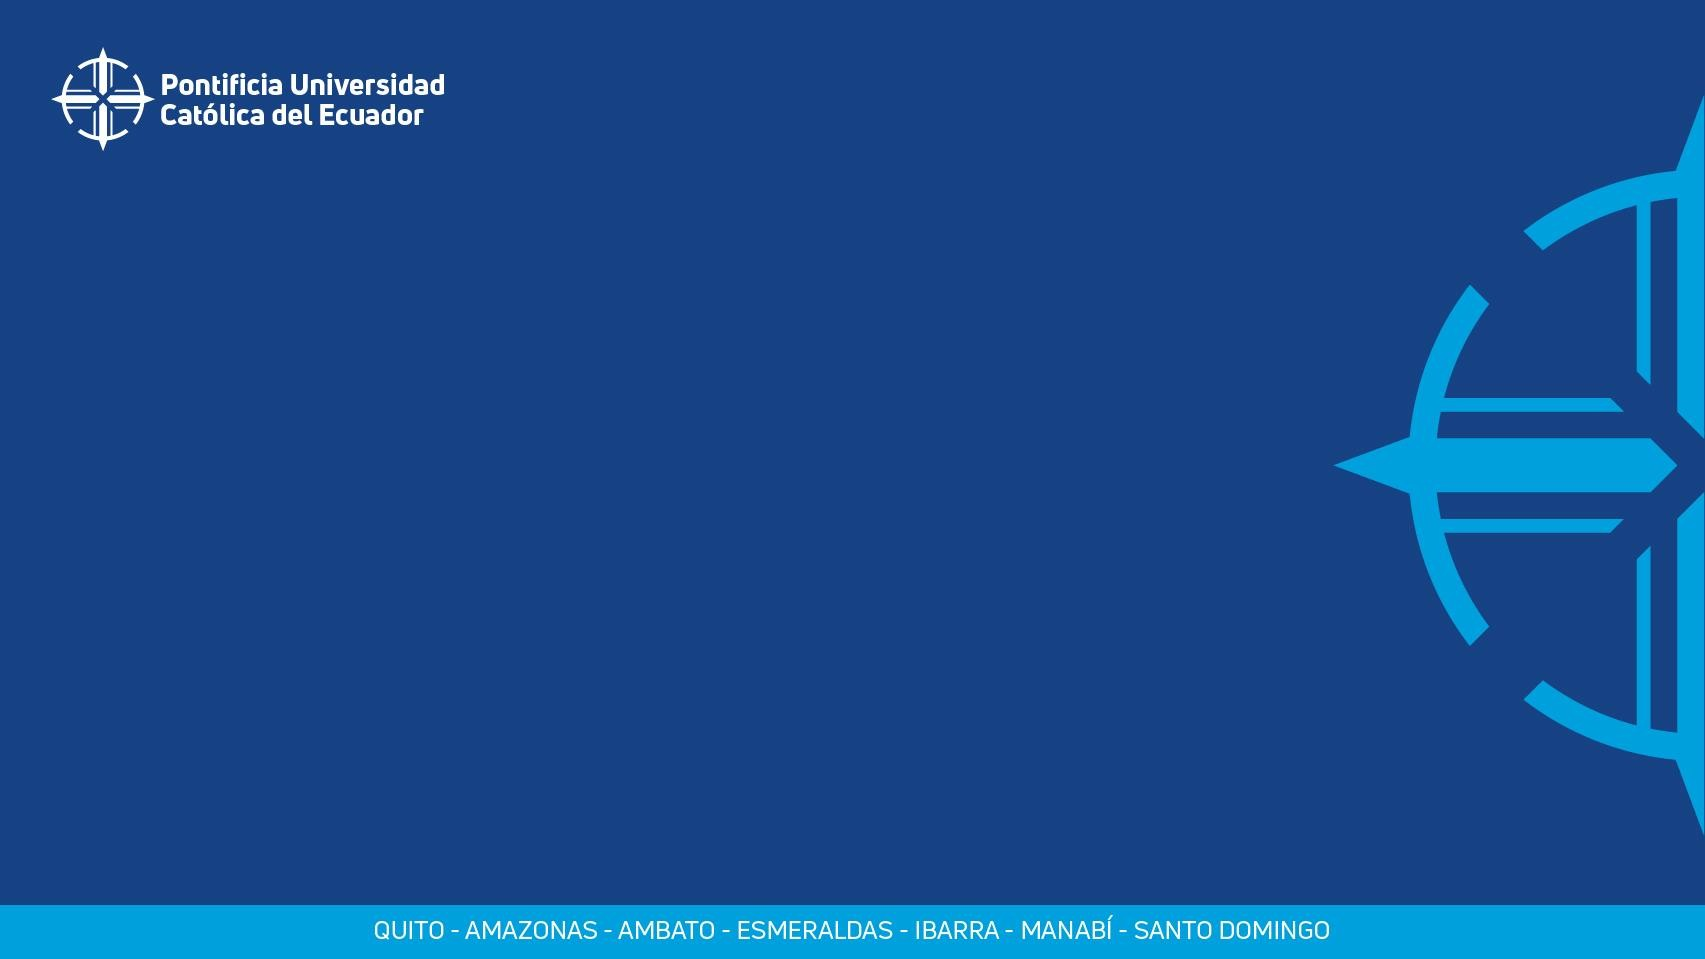 Pontificia Universidad
Católica del Ecuador
QUITO - AMAZONAS - AMBATO - ESMERALDAS - IBARRA - MANABÍ - SANTO DOMINGO